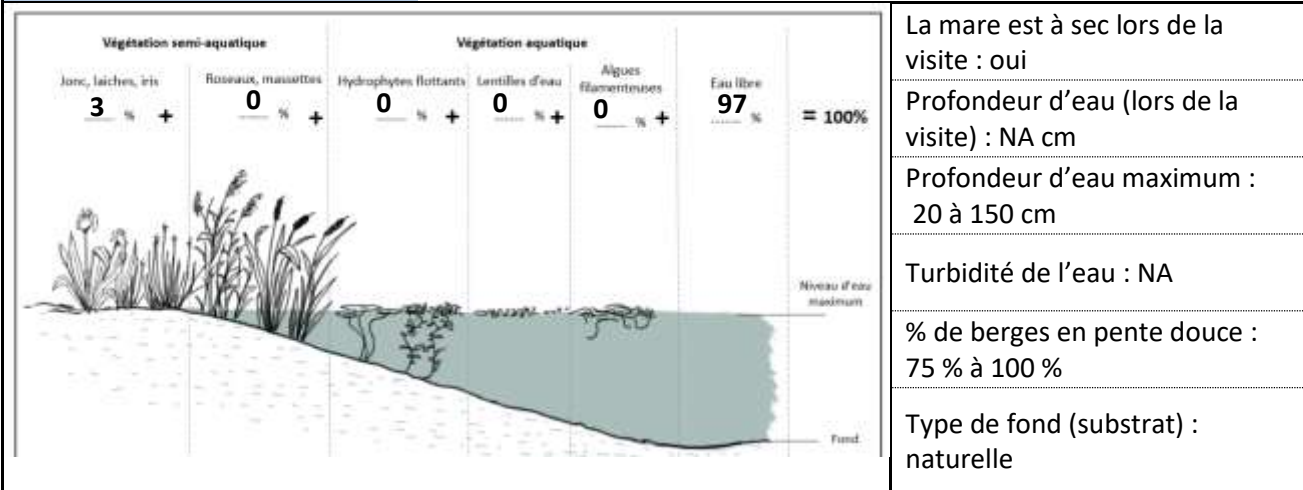 Végétation semi-aquatique
Végétation aquatique
Jonc, laiches, iris
Roseaux, massettes
Hydrophytes flottants
Lentilles d'eau
Algues
filamenteuses
Eau libre
3 % + 0 % + 0 % + 0 % + 0 % + 97 % = 100%
Niveau d'eau
maximum
Fond
La mare est à sec lors de la
visite : oui
Profondeur d’eau (lors de la
visite) : NA cm
Profondeur d’eau maximum :
20 à 150 cm
Turbidité de l’eau : NA
% de berges en pente douce :
75 % à 100 %
Type de fond (substrat) :
naturelle